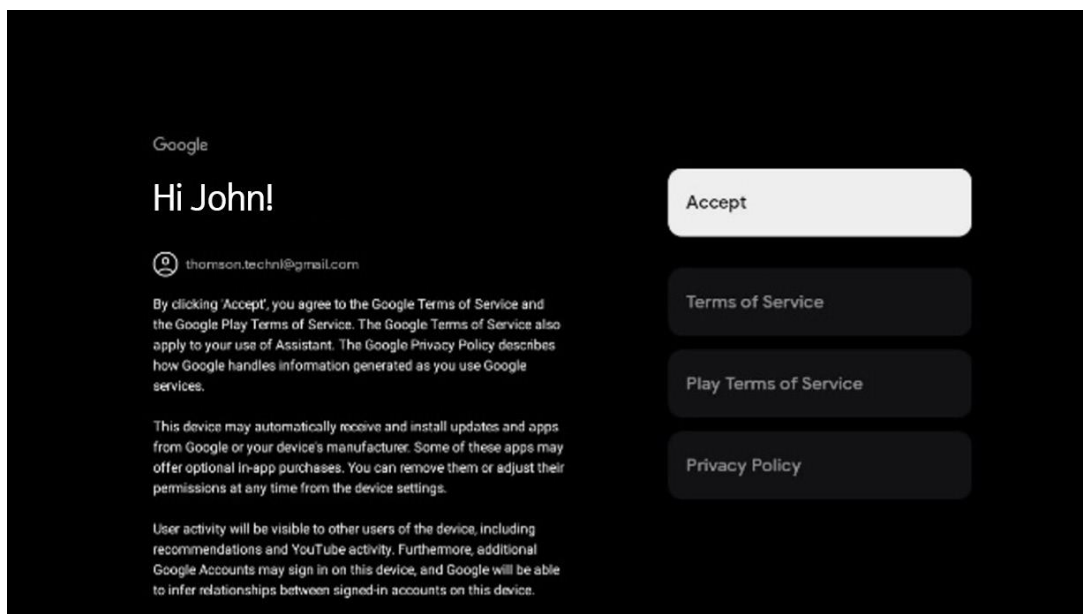 Google
Hi John!
thomson.technl@gmail.com
By clicking 'Accept', you agree to the Google Terms of Service and
the Google Play Terms of Service. The Google Terms of Service also
apply to your use of Assistant. The Google Privacy Policy describes
how Google handles information generated as you use Google
services.
This device may automatically receive and install updates and apps
from Google or your device's manufacturer. Some of these apps may
offer optional in-app purchases. You can remove them or adjust their
permissions at any time from the device settings.
User activity will be visible to other users of the device, including
recommendations and YouTube activity. Furthermore, additional
Google Accounts may sign in on this device, and Google will be able
to infer relationships between signed-in accounts on this device.
Accept
Terms of Service
Play Terms of Service
Privacy Policy